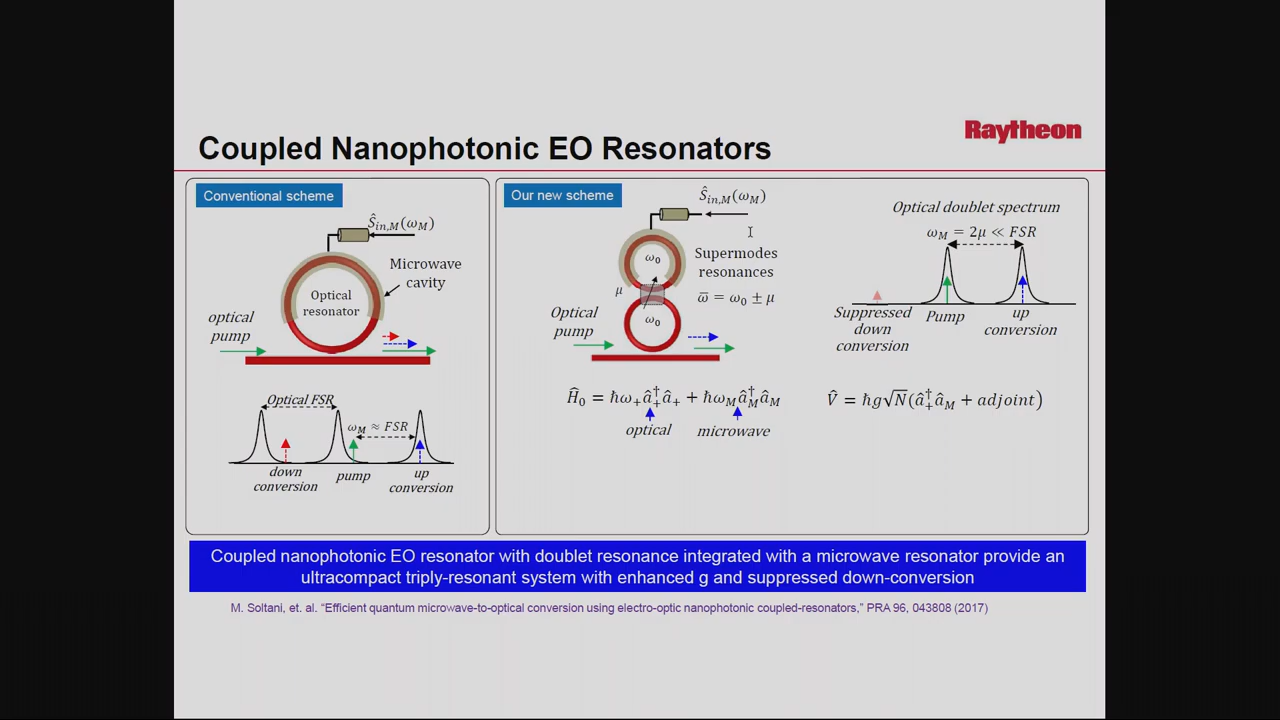 Raytheon
Coupled Nanophotonic EO Resonators
Conventional scheme
Ŝin,M(ωM)
Microwave
cavity
Optical
resonator
optical
pump
Optical FSR
ωM ≈ FSR
down
conversion
pump
up
conversion
Our new scheme
Ŝin,M(ωM)
ω0
Supermodes
resonances
μ
ω̅ = ω0 ± μ
Optical
pump
ω0
Optical doublet spectrum
ωM = 2μ ≪ FSR
Suppressed
down
conversion
Pump
up
conversion
Ĥ0 = ħω+â+†â+ + ħωMâM†âM
optical
microwave
V̂ = ħg√N(â+†âM + adjoint)
Coupled nanophotonic EO resonator with doublet resonance integrated with a microwave resonator provide an
ultracompact triply-resonant system with enhanced g and suppressed down-conversion
M. Soltani, et. al. “Efficient quantum microwave-to-optical conversion using electro-optic nanophotonic coupled-resonators,” PRA 96, 043808 (2017)